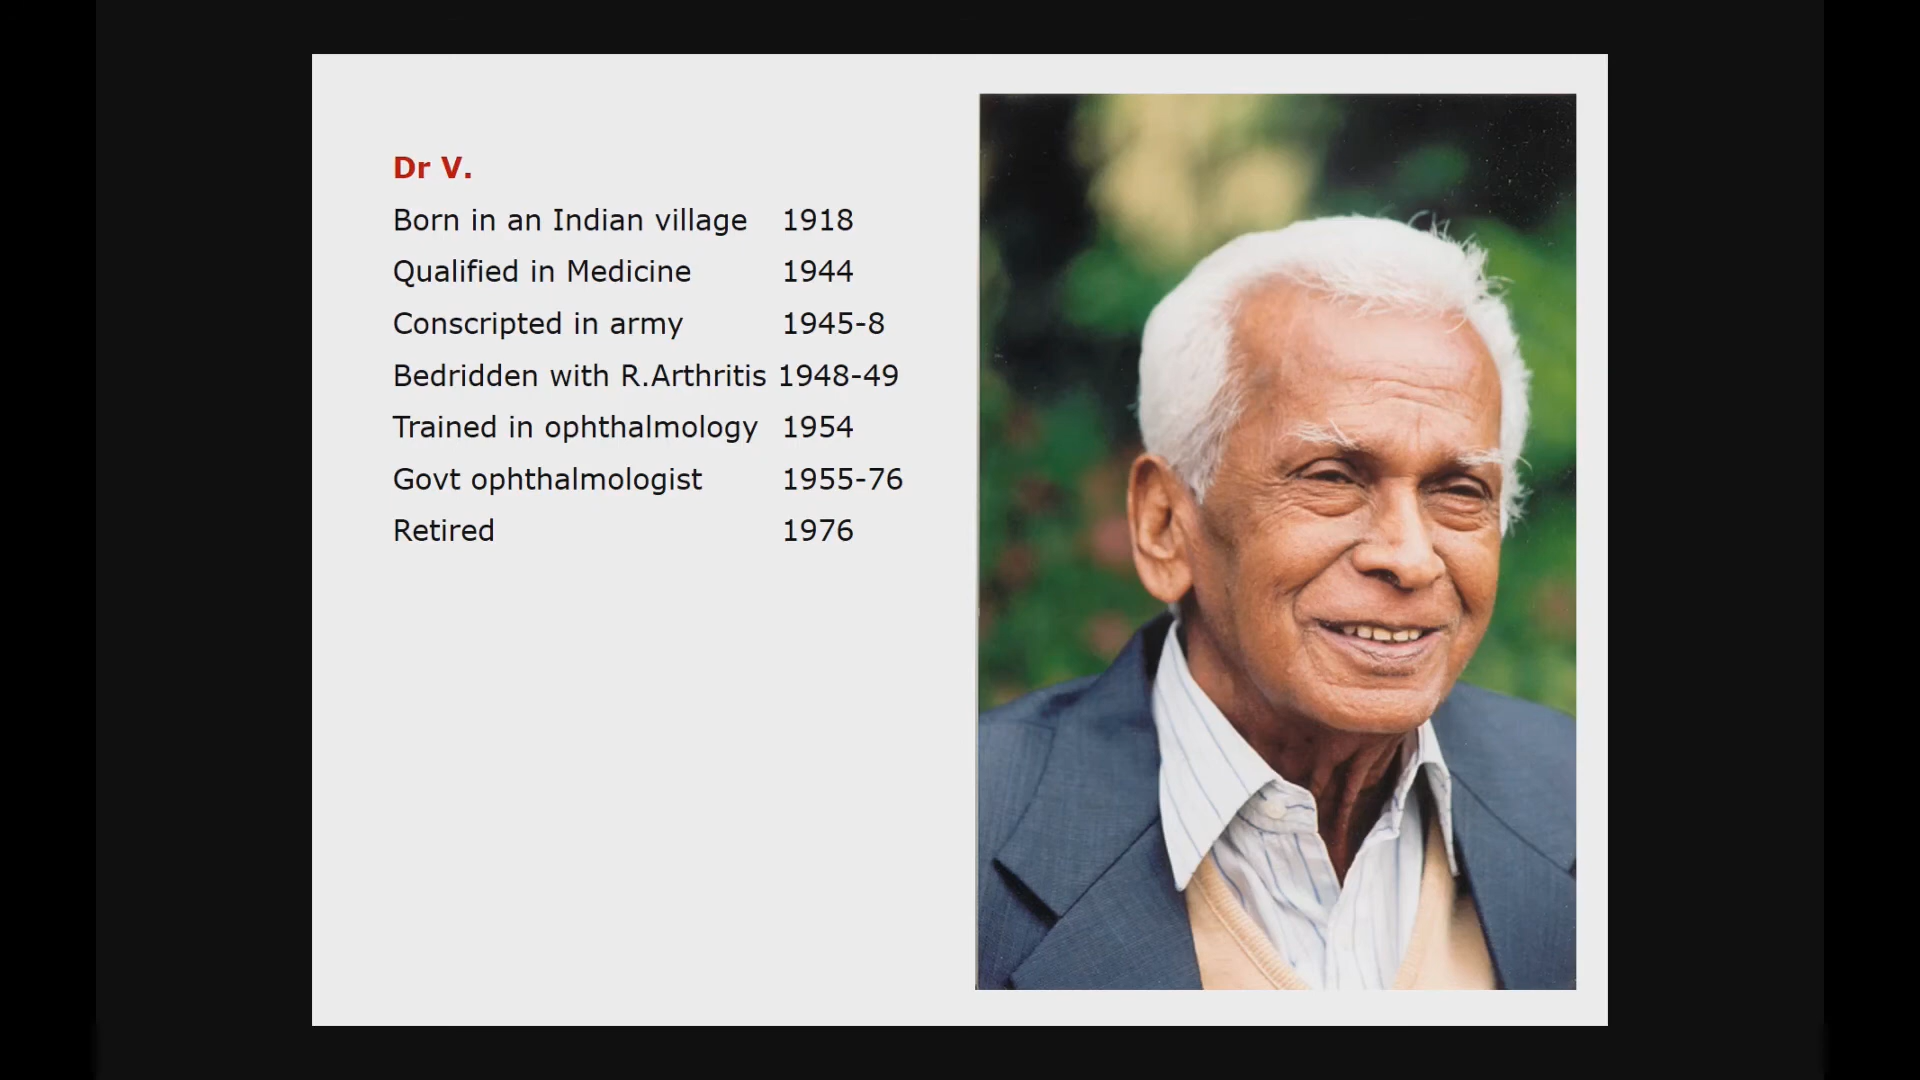 Dr V.
Born in an Indian village 1918
Qualified in Medicine 1944
Conscripted in army 1945-8
Bedridden with R.Arthritis 1948-49
Trained in ophthalmology 1954
Govt ophthalmologist 1955-76
Retired 1976